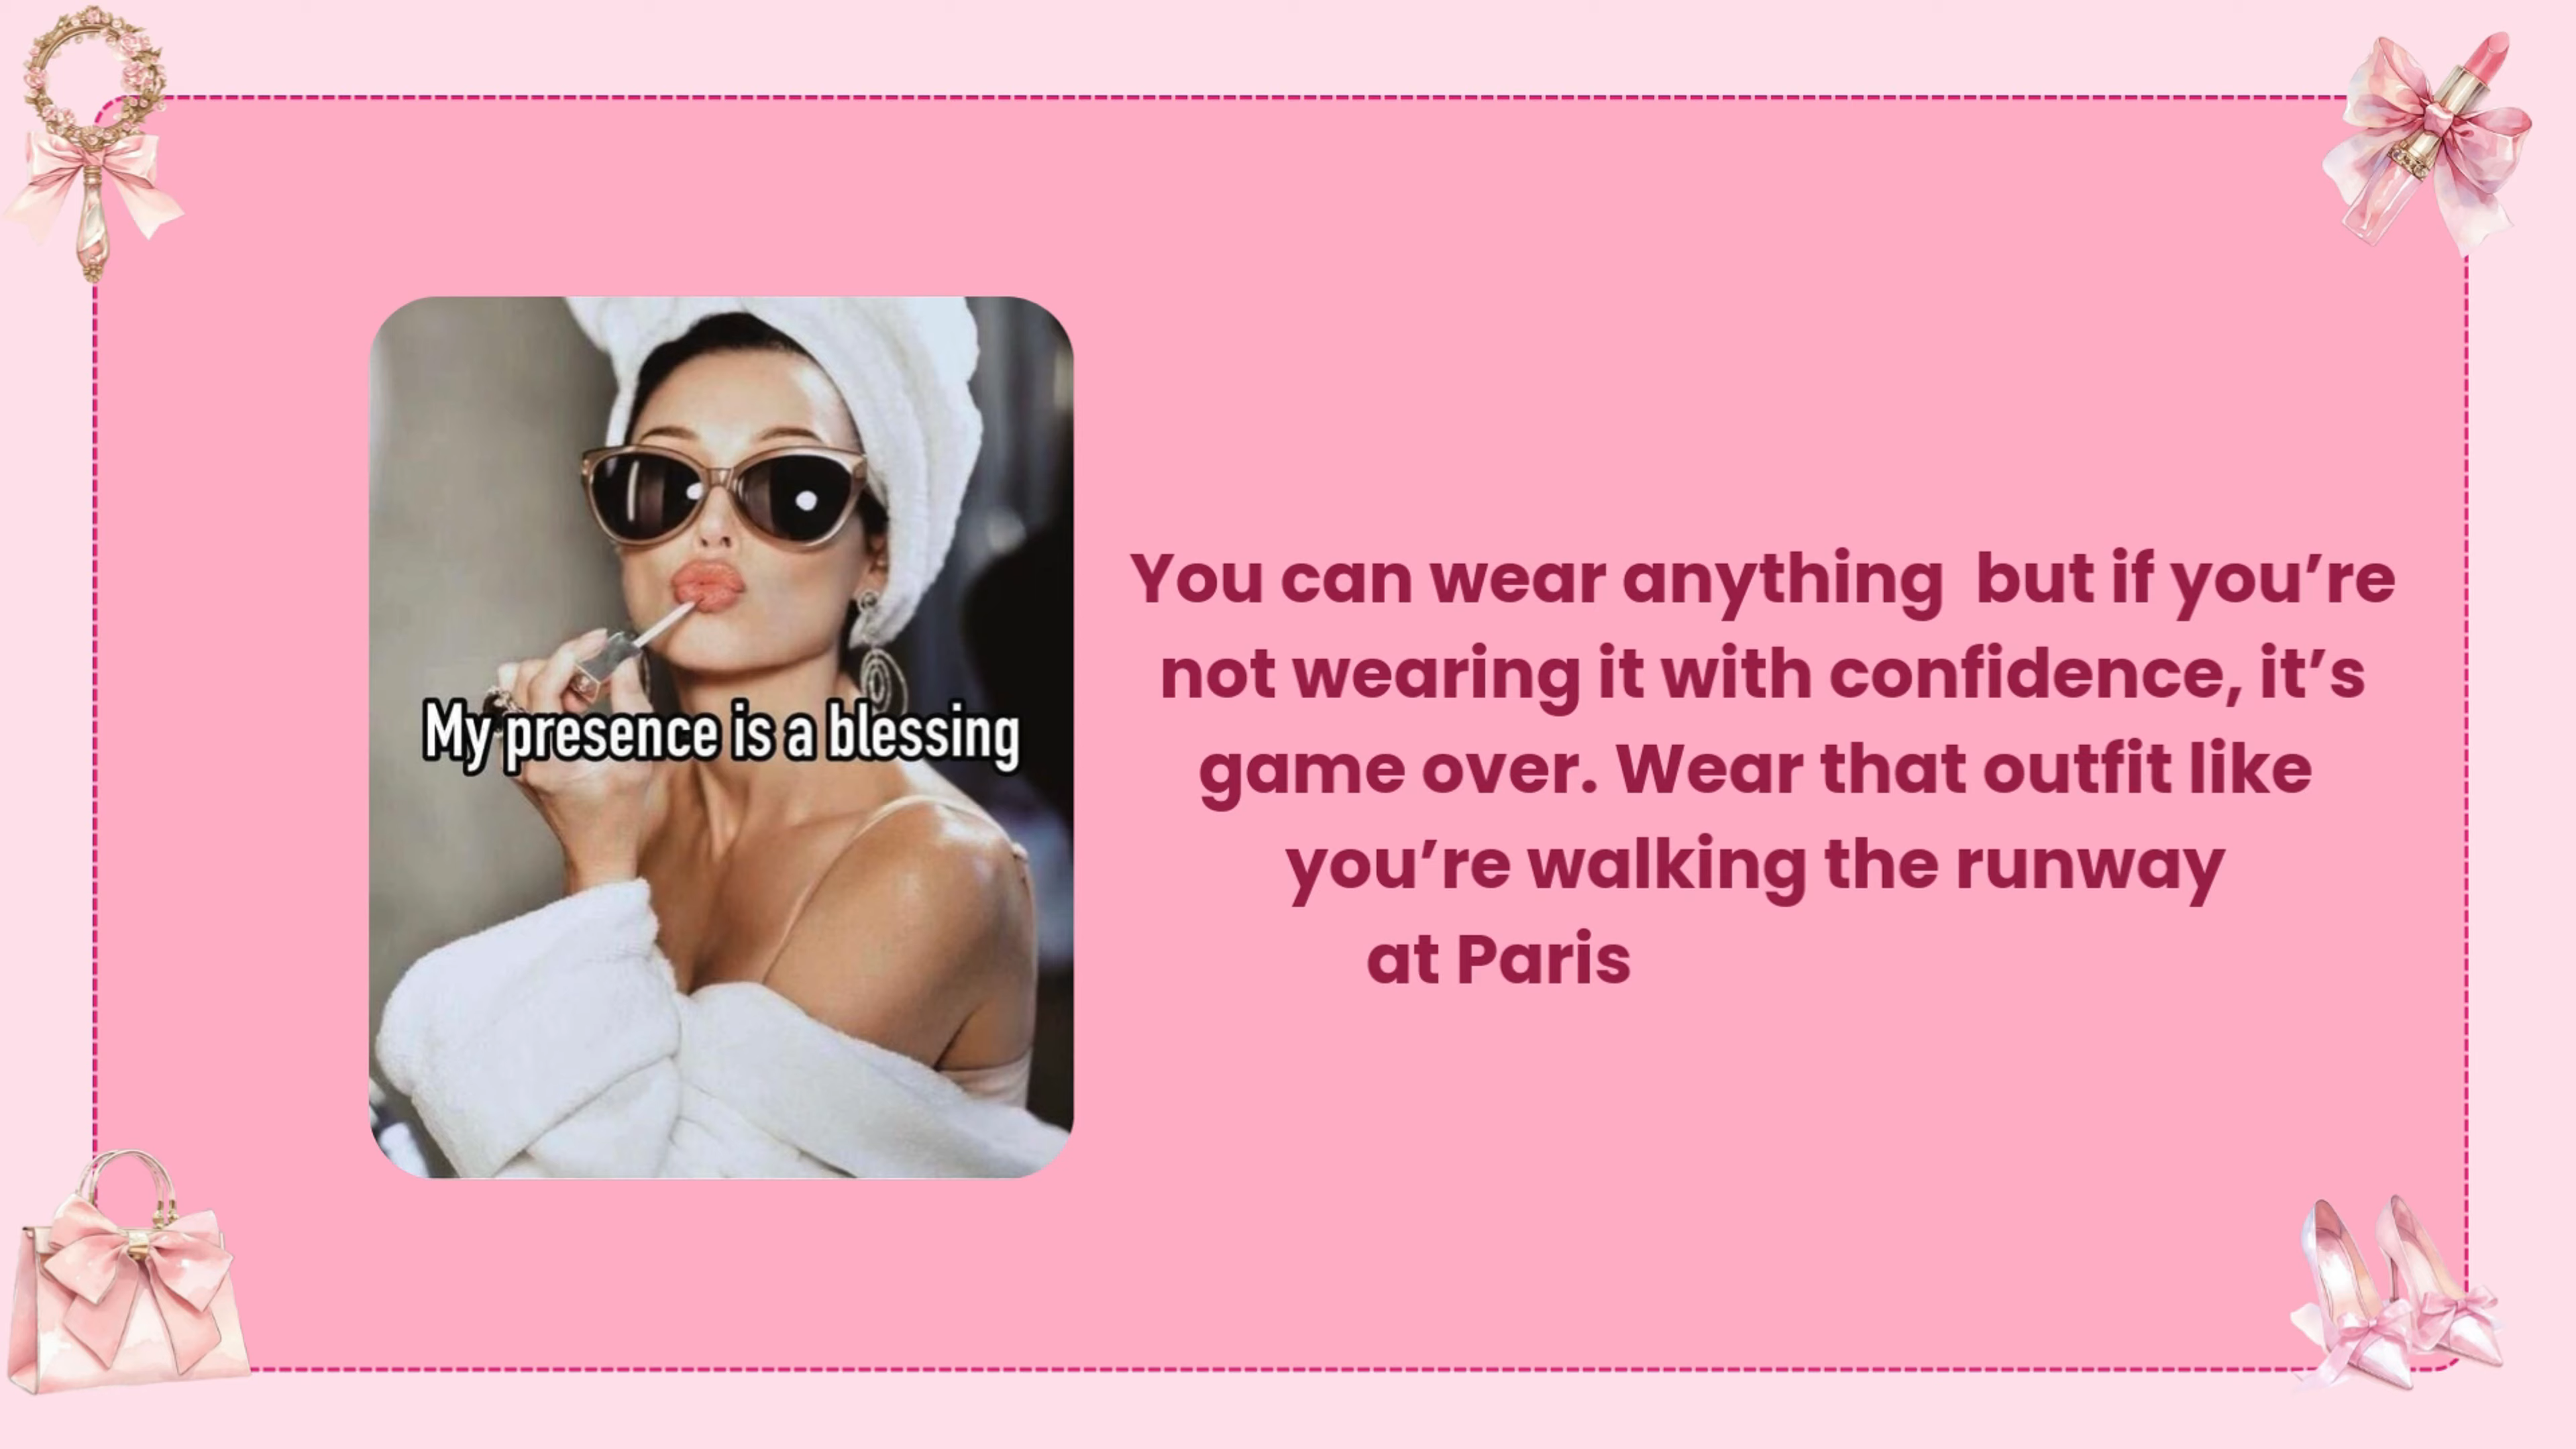 My presence is a blessing
You can wear anything  but if you’re
not wearing it with confidence, it’s
game over. Wear that outfit like
you’re walking the runway
at Paris